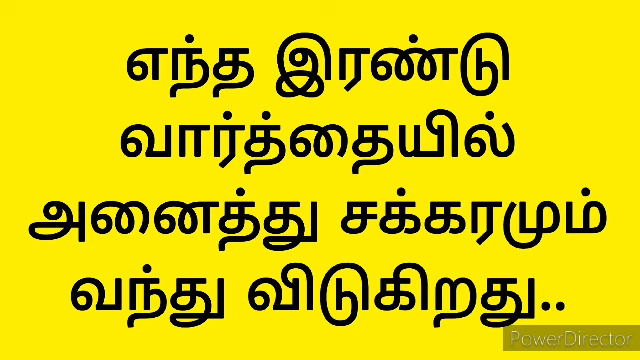 எந்த இரண்டு
வார்த்தையில்
அனைத்து சக்கரமும்
வந்து விடுகிறது..
PowerDirector